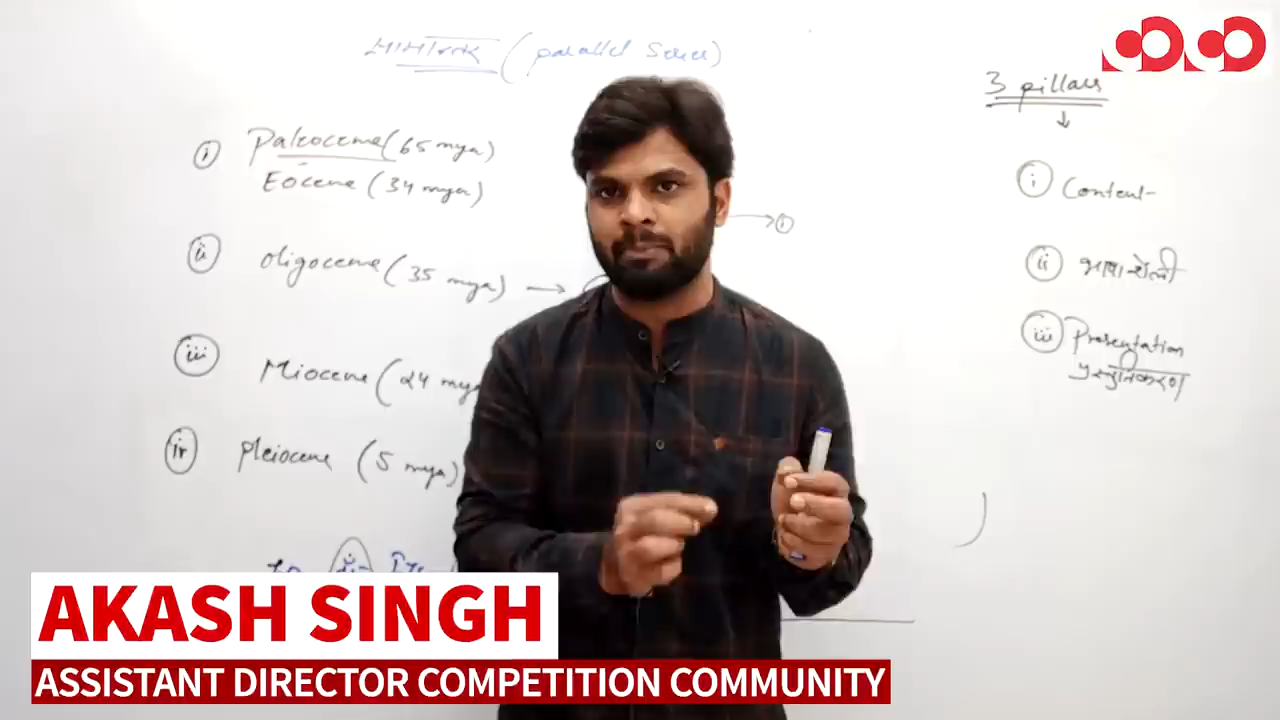 (parallel series)
i Paleocene (65 mya)
Eocene (34 mya)
ii oligocene (35 mya) →
iii Miocene (24 mya
iv pleiocene (5 mya)
→ i
3 pillars
↓
i Content
ii भाषा शैली
iii Presentation
प्रस्तुतिकरण
AKASH SINGH
ASSISTANT DIRECTOR COMPETITION COMMUNITY